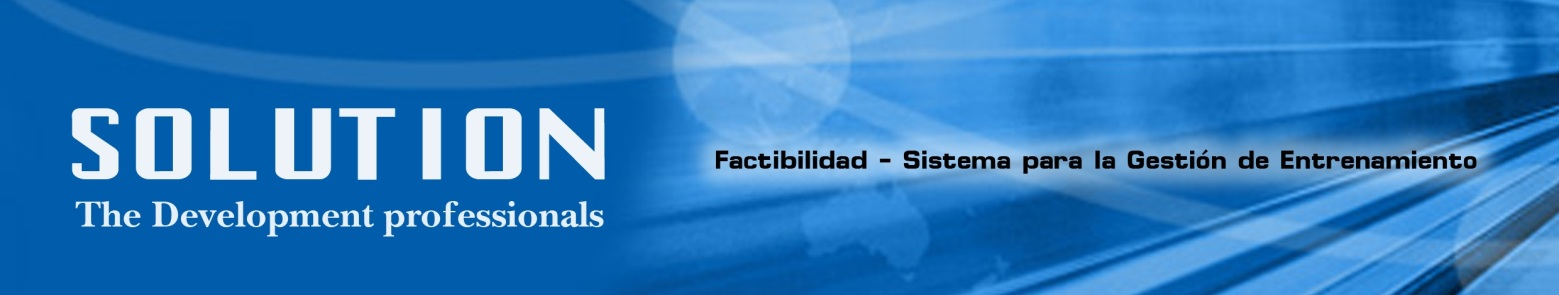 SOLUTION
The Development professionals
Factibilidad - Sistema para la Gestión de Entrenamiento